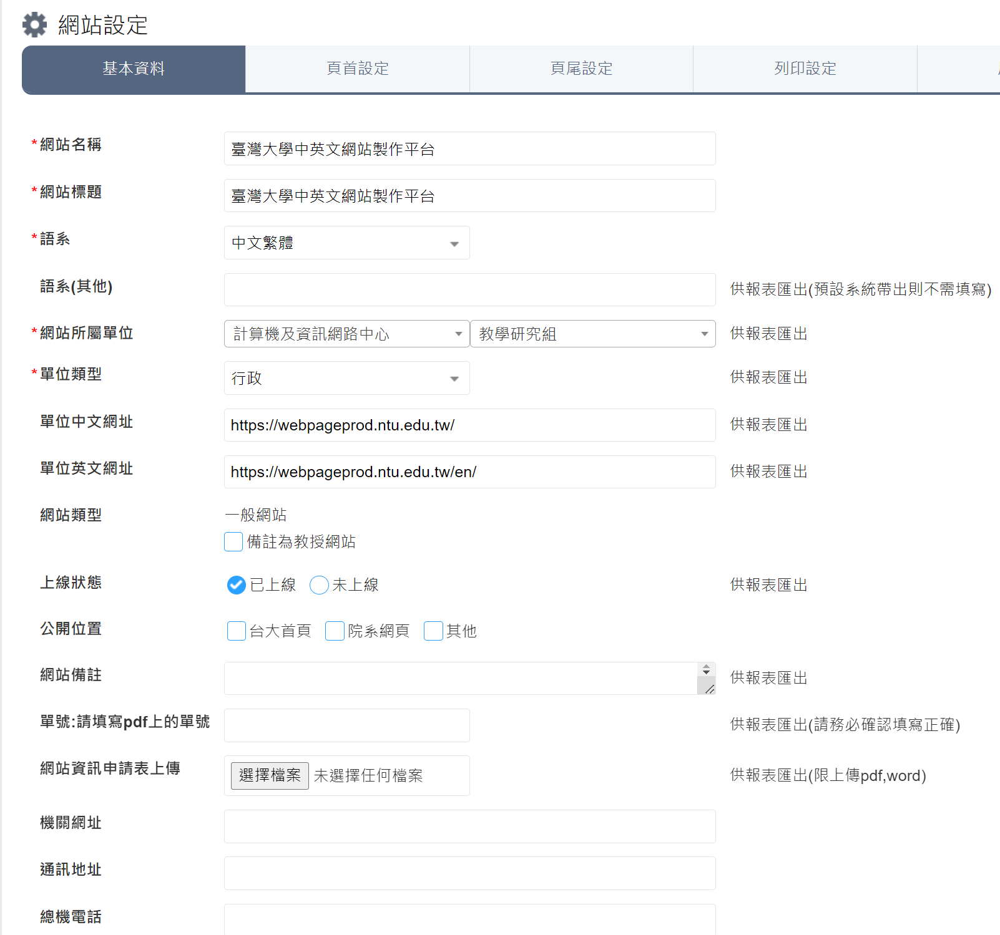 網站設定
基本資料 頁首設定 頁尾設定 列印設定
*網站名稱 臺灣大學中英文網站製作平台
*網站標題 臺灣大學中英文網站製作平台
*語系 中文繁體
語系(其他) 供報表匯出(預設系統帶出則不需填寫)
*網站所屬單位 計算機及資訊網路中心 教學研究組 供報表匯出
*單位類型 行政 供報表匯出
單位中文網址 https://webpageprod.ntu.edu.tw/ 供報表匯出
單位英文網址 https://webpageprod.ntu.edu.tw/en/ 供報表匯出
網站類型 一般網站
備註為教授網站
上線狀態 已上線 未上線 供報表匯出
公開位置 台大首頁 院系網頁 其他
網站備註 供報表匯出
單號:請填寫pdf上的單號 供報表匯出(請務必確認填寫正確)
網站資訊申請表上傳 選擇檔案 未選擇任何檔案 供報表匯出(限上傳pdf,word)
機關網址
通訊地址
總機電話